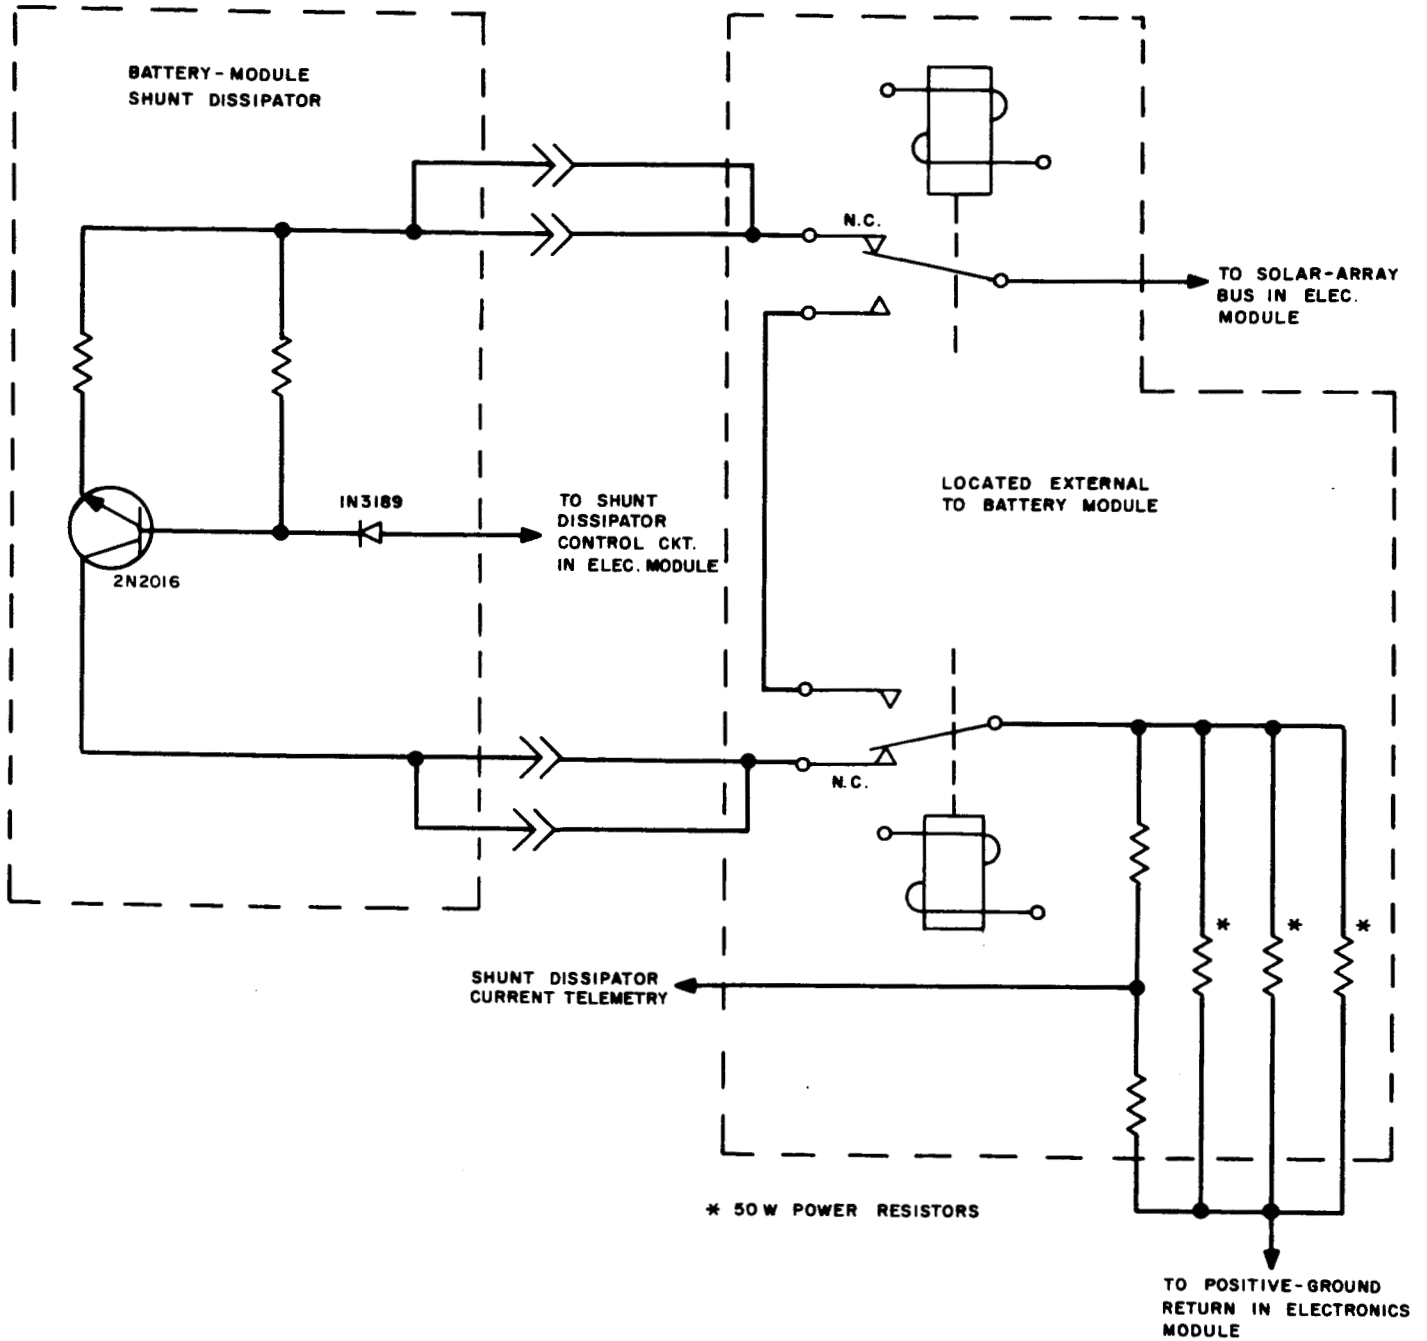 BATTERY-MODULE
SHUNT DISSIPATOR
N.C.
TO SOLAR-ARRAY
BUS IN ELEC.
MODULE
LOCATED EXTERNAL
TO BATTERY MODULE
1N3189
TO SHUNT
DISSIPATOR
CONTROL CKT.
IN ELEC. MODULE
2N2016
N.C.
*
*
*
SHUNT DISSIPATOR
CURRENT TELEMETRY
* 50 W POWER RESISTORS
TO POSITIVE-GROUND
RETURN IN ELECTRONICS
MODULE